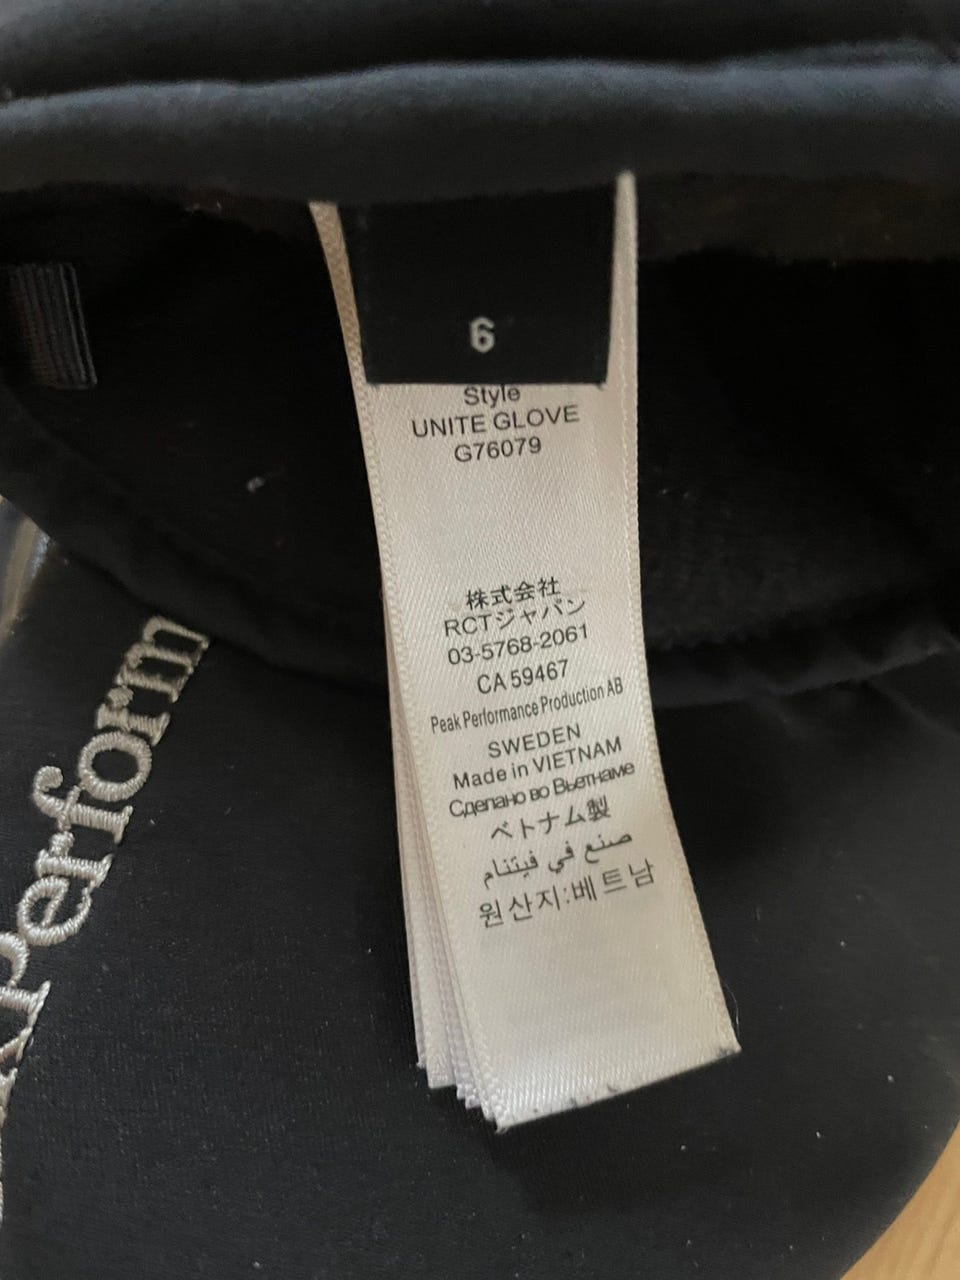 6
Style
UNITE GLOVE
G76079
株式会社
RCTジャパン
03-5768-2061
CA 59467
Peak Performance Production AB
SWEDEN
Made in VIETNAM
Сделано во Вьетнаме
ベトナム製
صنع في فيتنام
원산지:베트남
Perform